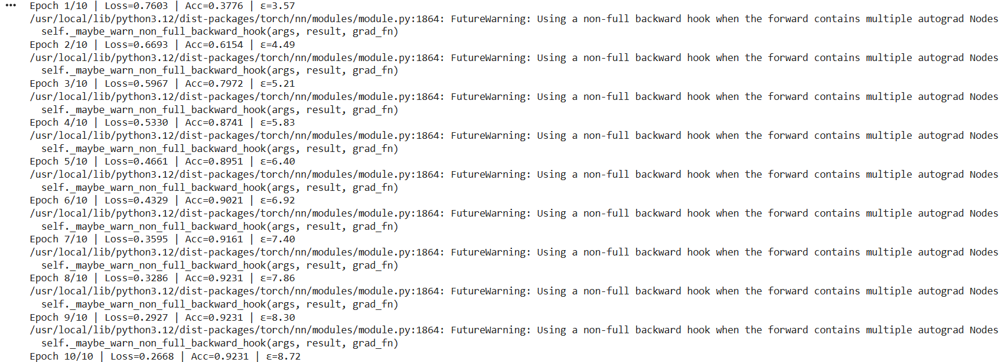 ••• Epoch 1/10 | Loss=0.7603 | Acc=0.3776 | ε=3.57
/usr/local/lib/python3.12/dist-packages/torch/nn/modules/module.py:1864: FutureWarning: Using a non-full backward hook when the forward contains multiple autograd Nodes
  self._maybe_warn_non_full_backward_hook(args, result, grad_fn)
Epoch 2/10 | Loss=0.6693 | Acc=0.6154 | ε=4.49
/usr/local/lib/python3.12/dist-packages/torch/nn/modules/module.py:1864: FutureWarning: Using a non-full backward hook when the forward contains multiple autograd Nodes
  self._maybe_warn_non_full_backward_hook(args, result, grad_fn)
Epoch 3/10 | Loss=0.5967 | Acc=0.7972 | ε=5.21
/usr/local/lib/python3.12/dist-packages/torch/nn/modules/module.py:1864: FutureWarning: Using a non-full backward hook when the forward contains multiple autograd Nodes
  self._maybe_warn_non_full_backward_hook(args, result, grad_fn)
Epoch 4/10 | Loss=0.5330 | Acc=0.8741 | ε=5.83
/usr/local/lib/python3.12/dist-packages/torch/nn/modules/module.py:1864: FutureWarning: Using a non-full backward hook when the forward contains multiple autograd Nodes
  self._maybe_warn_non_full_backward_hook(args, result, grad_fn)
Epoch 5/10 | Loss=0.4661 | Acc=0.8951 | ε=6.40
/usr/local/lib/python3.12/dist-packages/torch/nn/modules/module.py:1864: FutureWarning: Using a non-full backward hook when the forward contains multiple autograd Nodes
  self._maybe_warn_non_full_backward_hook(args, result, grad_fn)
Epoch 6/10 | Loss=0.4329 | Acc=0.9021 | ε=6.92
/usr/local/lib/python3.12/dist-packages/torch/nn/modules/module.py:1864: FutureWarning: Using a non-full backward hook when the forward contains multiple autograd Nodes
  self._maybe_warn_non_full_backward_hook(args, result, grad_fn)
Epoch 7/10 | Loss=0.3595 | Acc=0.9161 | ε=7.40
/usr/local/lib/python3.12/dist-packages/torch/nn/modules/module.py:1864: FutureWarning: Using a non-full backward hook when the forward contains multiple autograd Nodes
  self._maybe_warn_non_full_backward_hook(args, result, grad_fn)
Epoch 8/10 | Loss=0.3286 | Acc=0.9231 | ε=7.86
/usr/local/lib/python3.12/dist-packages/torch/nn/modules/module.py:1864: FutureWarning: Using a non-full backward hook when the forward contains multiple autograd Nodes
  self._maybe_warn_non_full_backward_hook(args, result, grad_fn)
Epoch 9/10 | Loss=0.2927 | Acc=0.9231 | ε=8.30
/usr/local/lib/python3.12/dist-packages/torch/nn/modules/module.py:1864: FutureWarning: Using a non-full backward hook when the forward contains multiple autograd Nodes
  self._maybe_warn_non_full_backward_hook(args, result, grad_fn)
Epoch 10/10 | Loss=0.2668 | Acc=0.9231 | ε=8.72